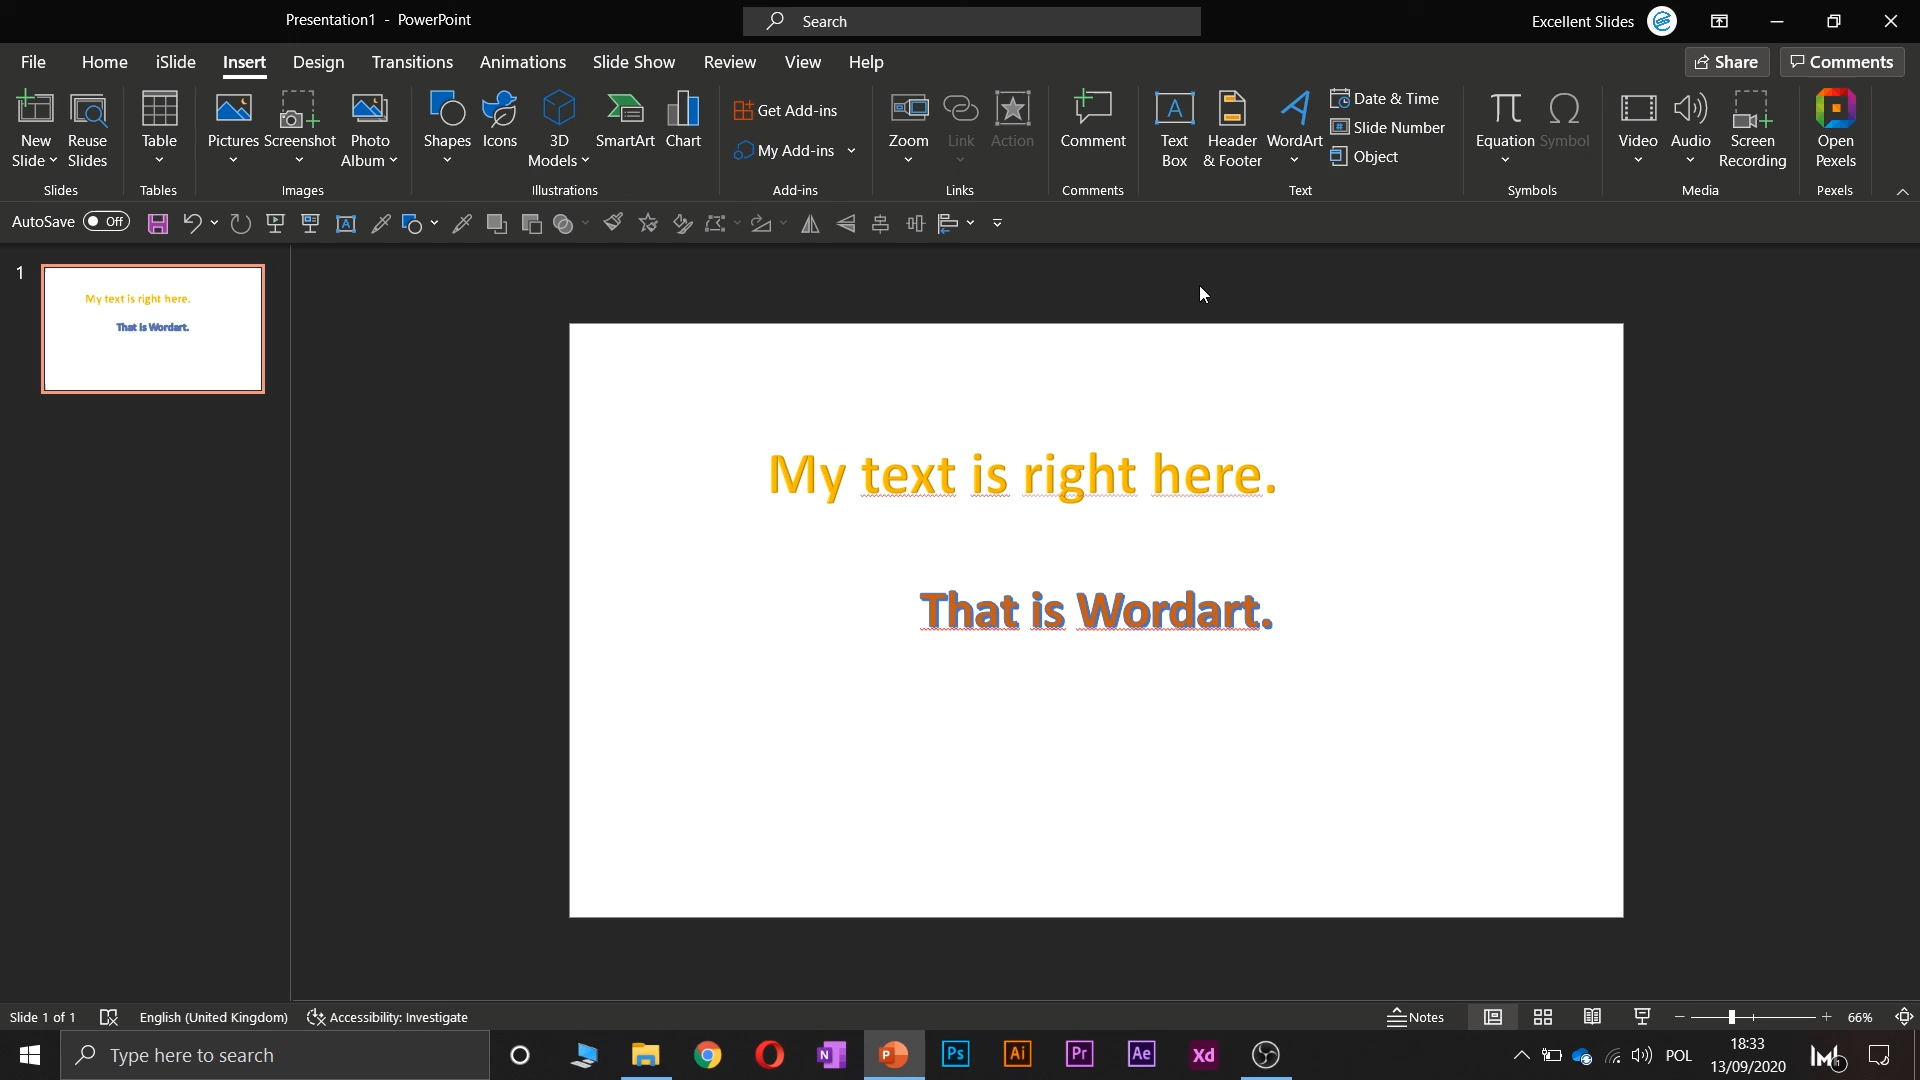 Presentation1 - PowerPoint
Search
Excellent Slides
File Home iSlide Insert Design Transitions Animations Slide Show Review View Help
Share Comments
New Slide
Reuse Slides
Slides
Table
Tables
Pictures
Screenshot
Photo Album
Images
Shapes
Icons
3D Models
SmartArt
Chart
Illustrations
Get Add-ins
My Add-ins
Add-ins
Zoom
Link
Action
Links
Comment
Comments
Text Box
Header & Footer
WordArt
Date & Time
Slide Number
Object
Text
Equation
Symbol
Symbols
Video
Audio
Screen Recording
Media
Open Pexels
Pexels
AutoSave Off
1
My text is right here.
That is Wordart.
My text is right here.
That is Wordart.
Slide 1 of 1 English (United Kingdom) Accessibility: Investigate
Notes
66%
Type here to search
N
P
Ps
Ai
Pr
Ae
Xd
POL
18:33
13/09/2020
1